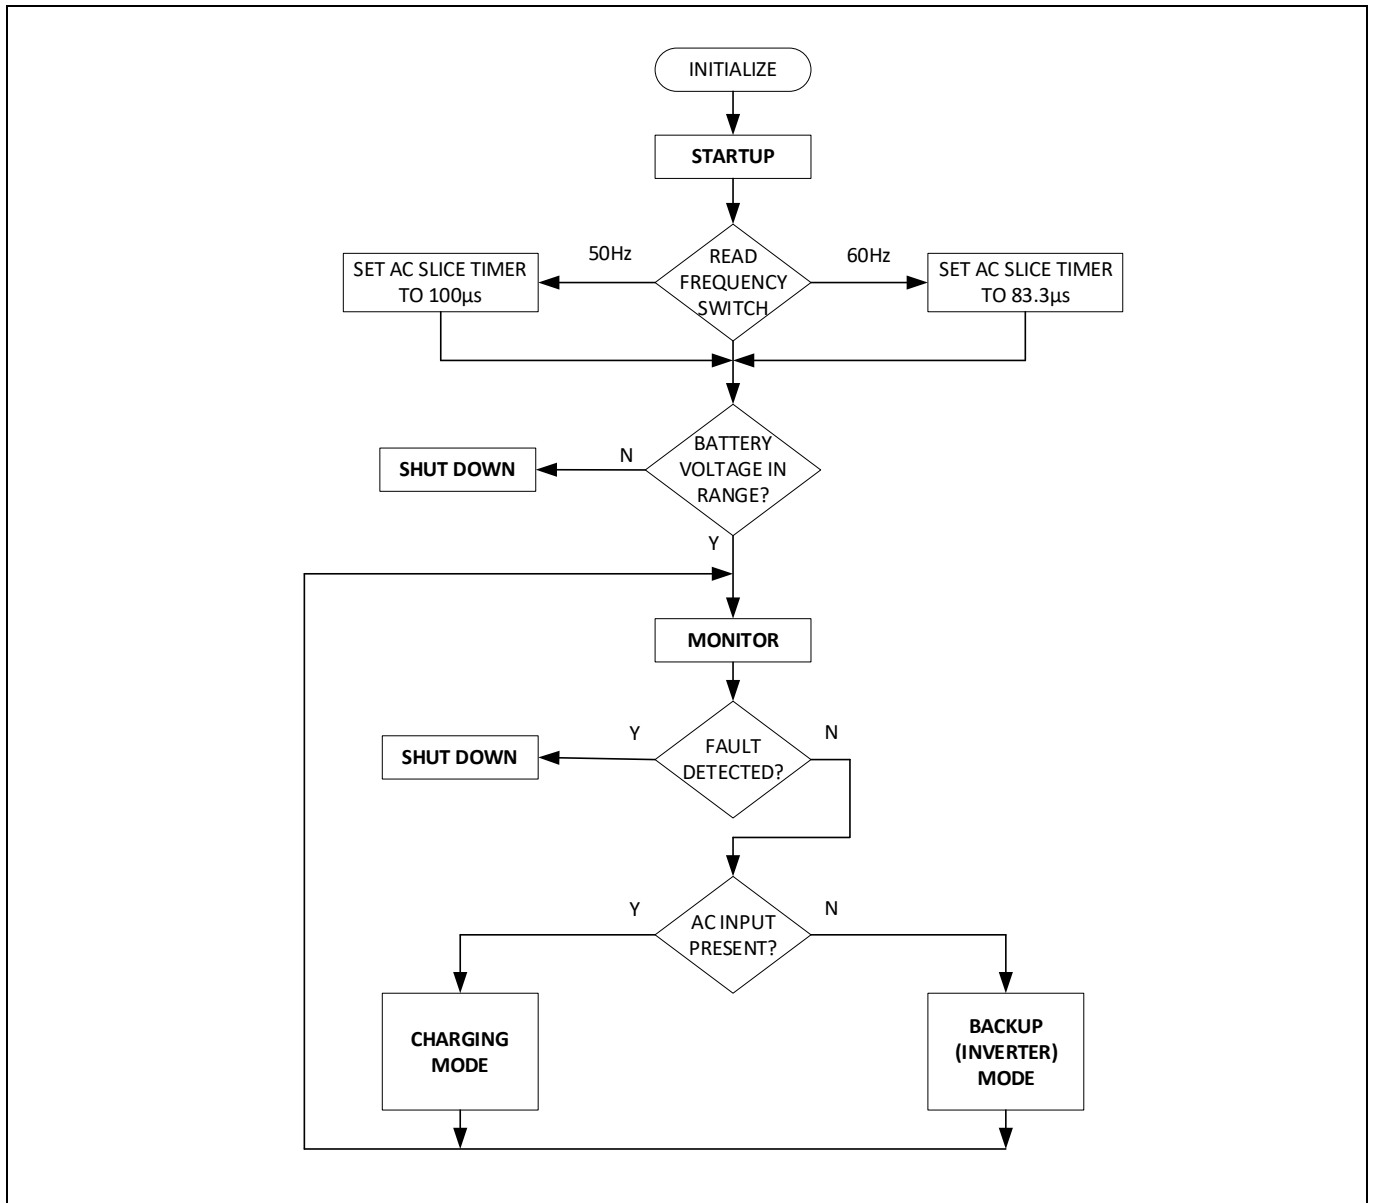 INITIALIZE
STARTUP
50Hz
READ
FREQUENCY
SWITCH
60Hz
SET AC SLICE TIMER
TO 100µs
SET AC SLICE TIMER
TO 83.3µs
BATTERY
VOLTAGE IN
RANGE?
N
SHUT DOWN
Y
MONITOR
Y
N
FAULT
DETECTED?
SHUT DOWN
Y
N
AC INPUT
PRESENT?
CHARGING
MODE
BACKUP
(INVERTER)
MODE